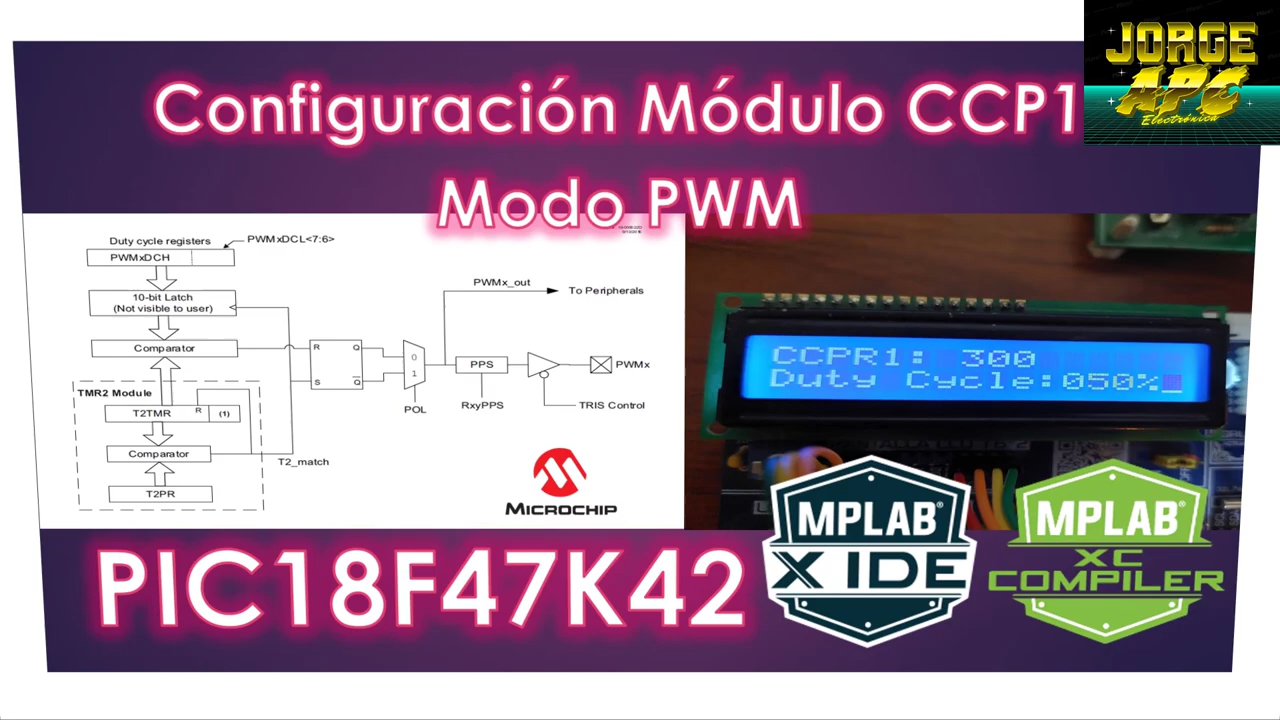 JORGE
APC
Electrónica
Configuración Módulo CCP1
Modo PWM
Duty cycle registers
PWMxDCL<7:6>
PWMxDCH
10-bit Latch
(Not visible to user)
PWMx_out
To Peripherals
Comparator
R
Q
S
Q
0
1
POL
PPS
RxyPPS
PWMx
TRIS Control
TMR2 Module
T2TMR
R
(1)
Comparator
T2_match
T2PR
MICROCHIP
CCPR1: 300
Duty Cycle:050%
MPLAB®
X IDE
MPLAB®
XC
COMPILER
PIC18F47K42